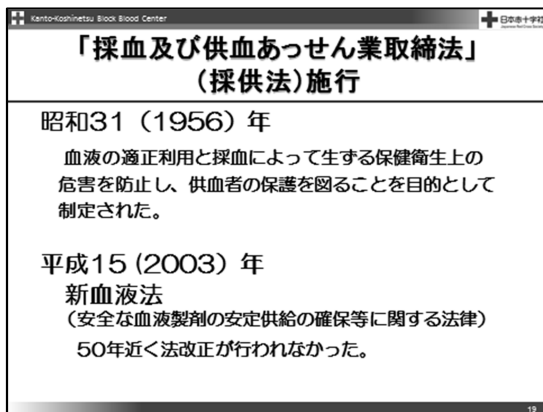 Kanto-Koshinetsu Block Blood Center
日本赤十字社
「採血及び供血あっせん業取締法」
（採供法）施行
昭和31（1956）年
血液の適正利用と採血によって生ずる保健衛生上の
危害を防止し、供血者の保護を図ることを目的として
制定された。
平成15（2003）年
新血液法
（安全な血液製剤の安定供給の確保等に関する法律）
50年近く法改正が行われなかった。
19